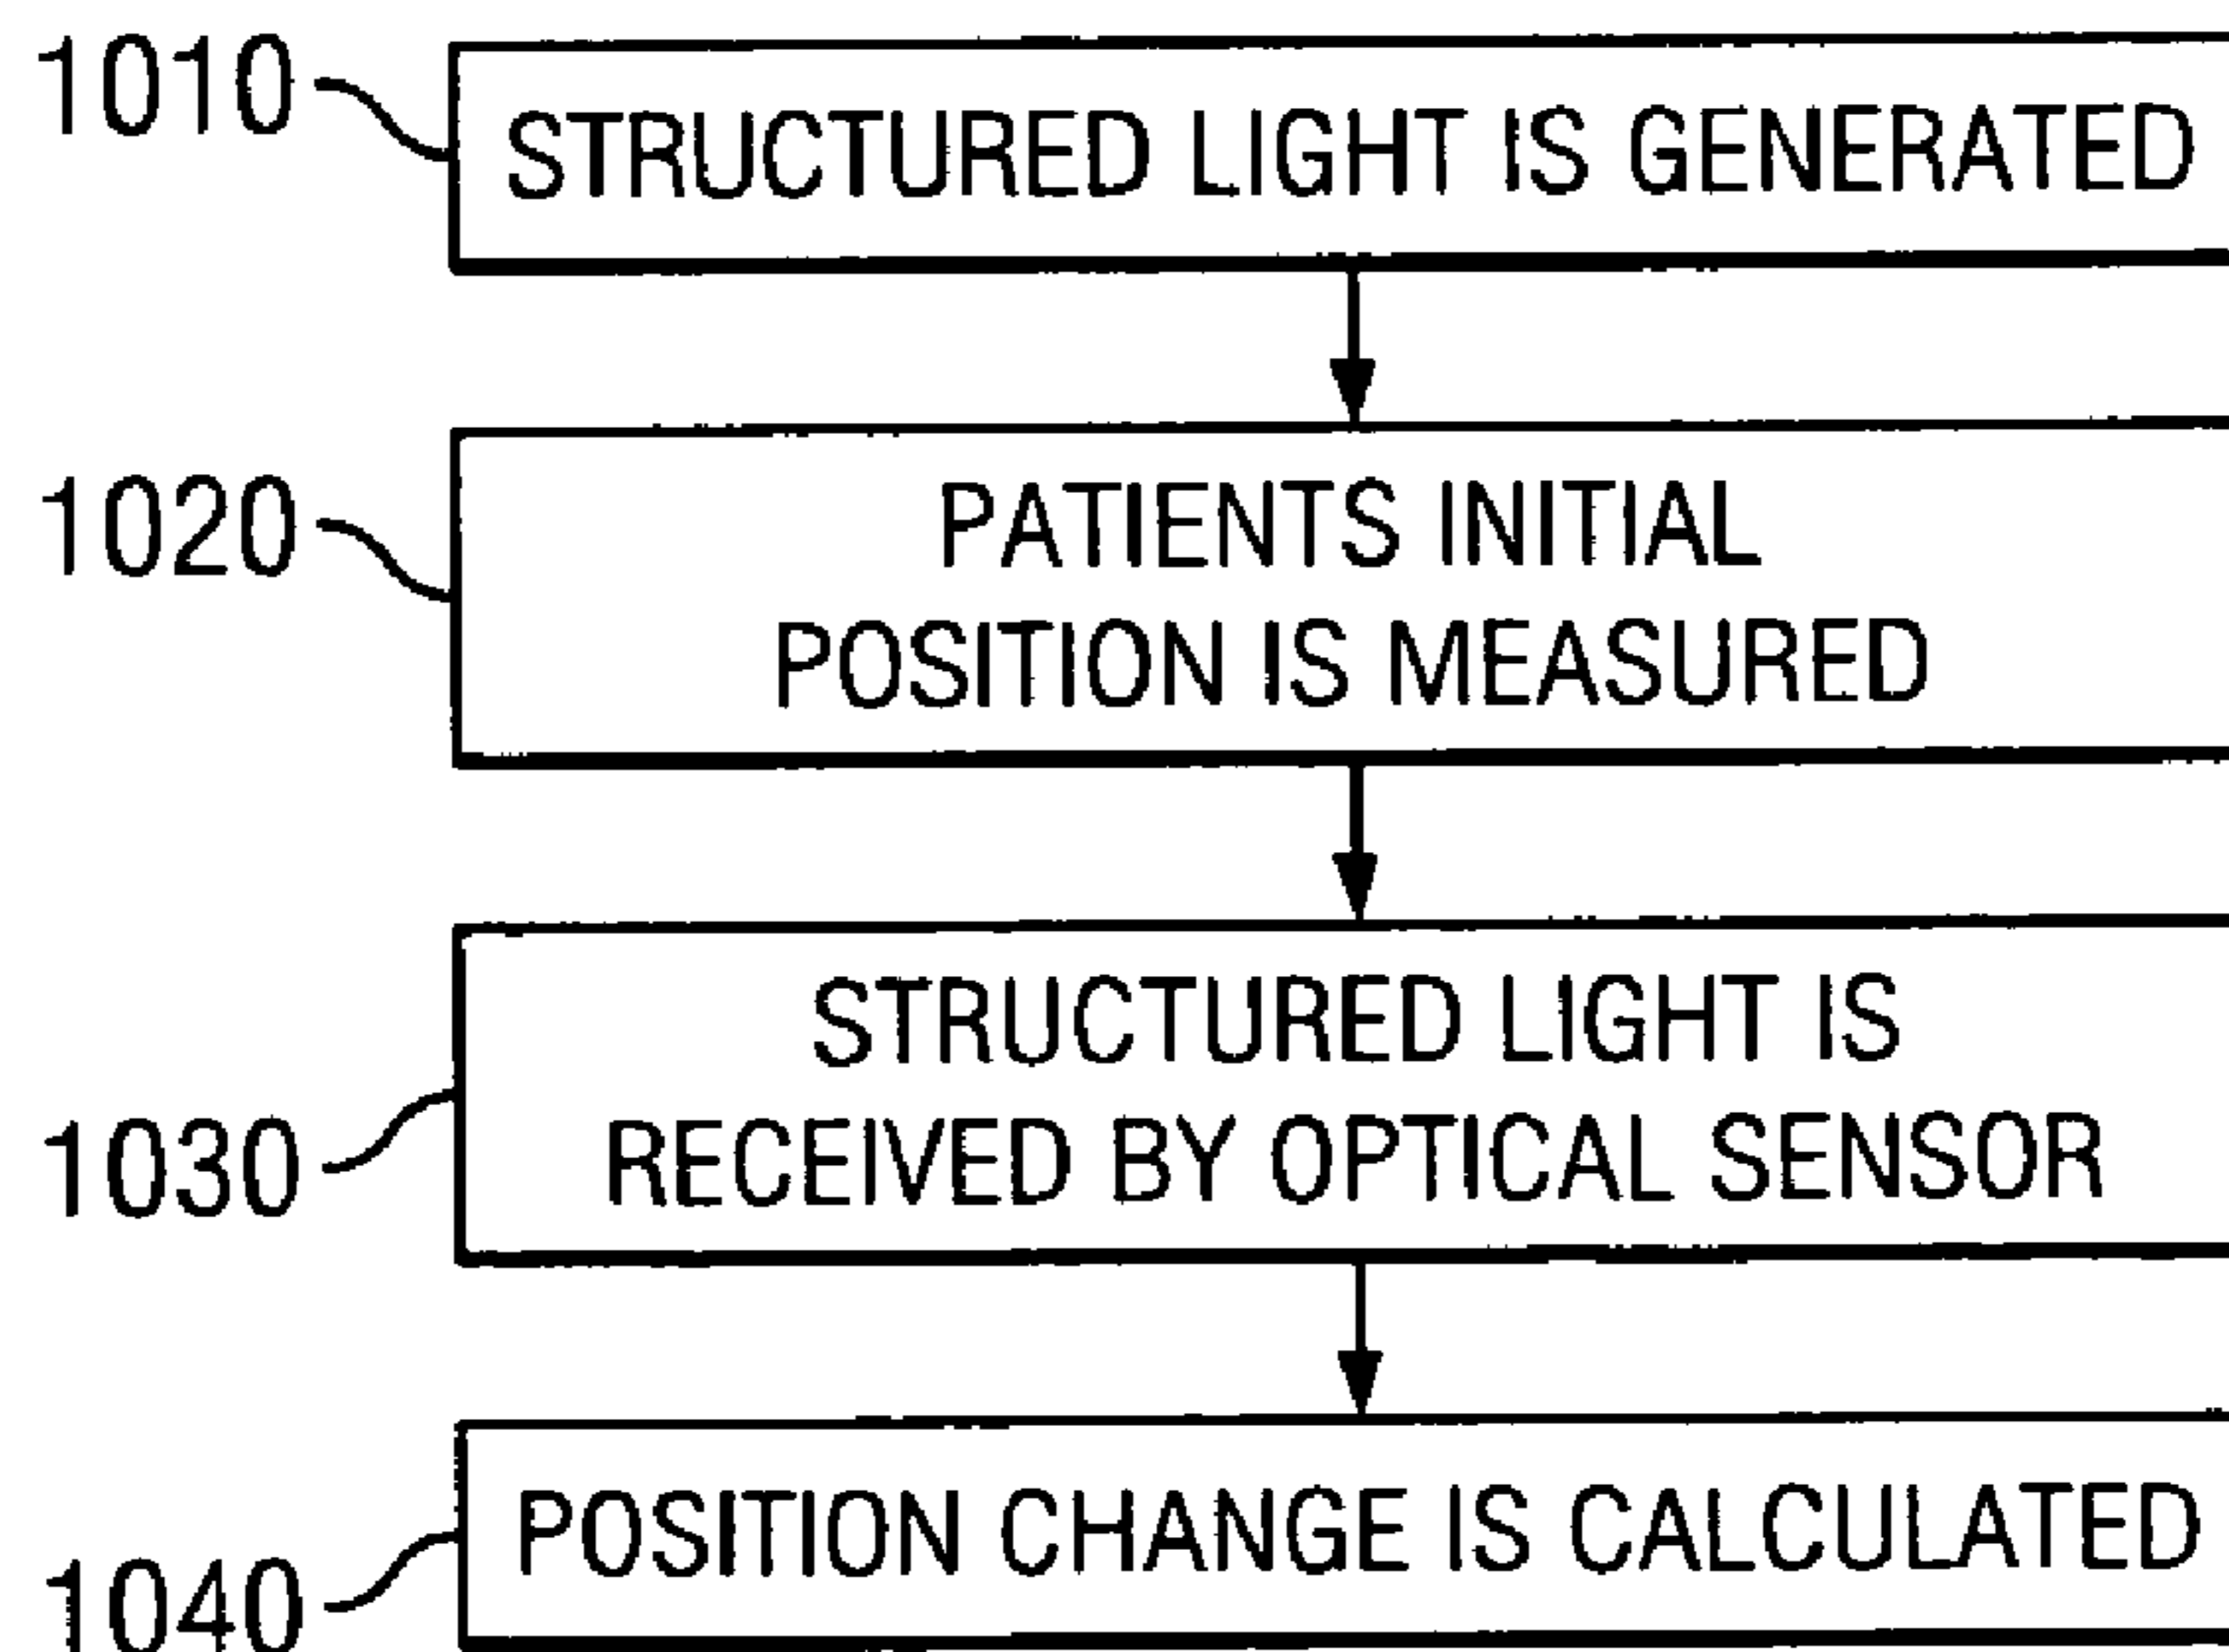 1010
STRUCTURED LIGHT IS GENERATED
1020
PATIENTS INITIAL
POSITION IS MEASURED
STRUCTURED LIGHT IS
1030
RECEIVED BY OPTICAL SENSOR
POSITION CHANGE IS CALCULATED
1040